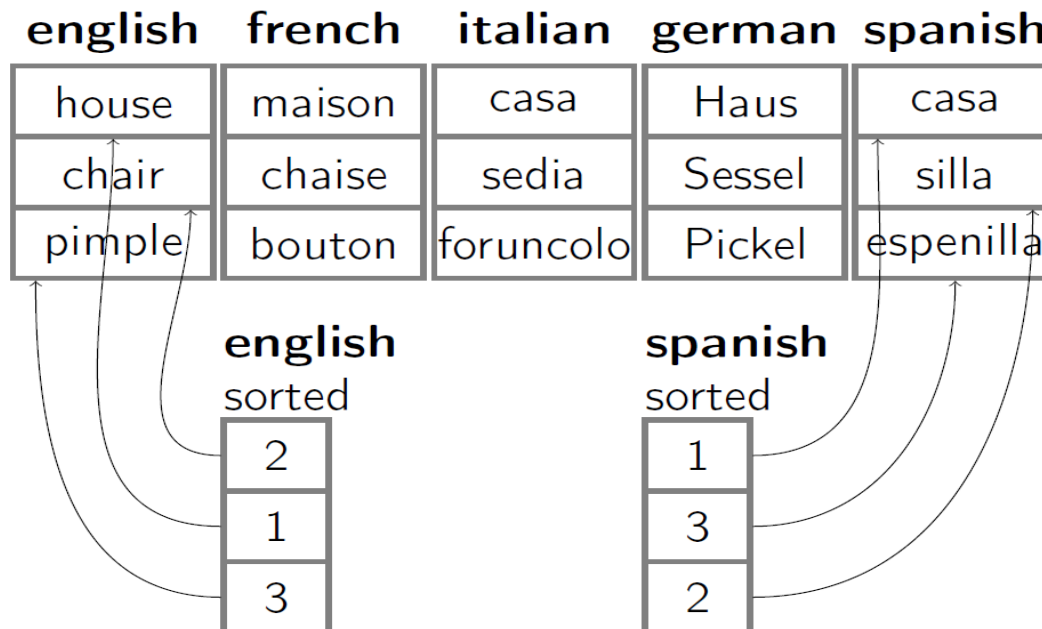 english french italian german spanish
house maison casa Haus casa
chair chaise sedia Sessel silla
pimple bouton foruncolo Pickel espenilla
english spanish
sorted sorted
2 1
1 3
3 2